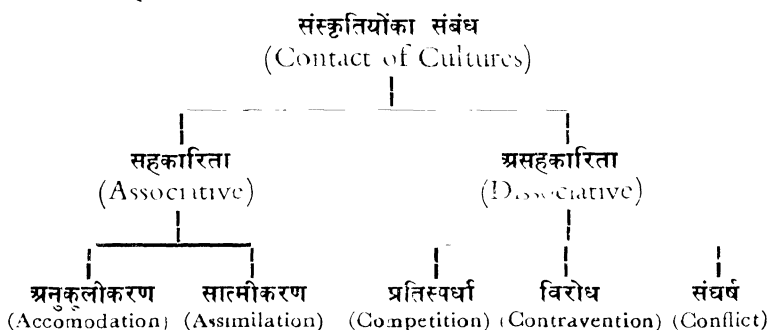 संस्कृतियोंका संबंध
(Contact of Cultures)
सहकारिता असहकारिता
(Associative) (Dissociative)
अनुकूलीकरण सात्मीकरण प्रतिस्पर्धा विरोध संघर्ष
(Accomodation) (Assimilation) (Competition) (Contravention) (Conflict)